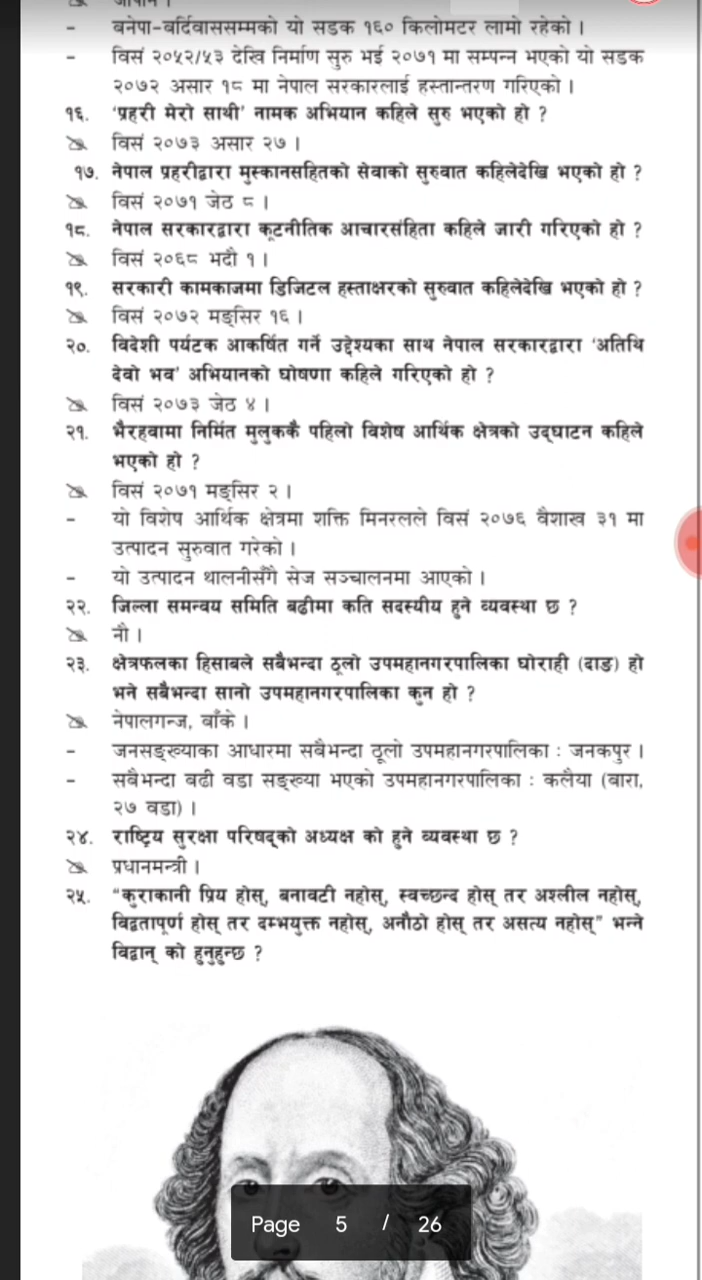 जापान ।
- बनेपा-बर्दिवाससम्मको यो सडक १६० किलोमटर लामो रहेको ।
- विसं २०५२/५३ देखि निर्माण सुरु भई २०७१ मा सम्पन्न भएको यो सडक
२०७२ असार १८ मा नेपाल सरकारलाई हस्तान्तरण गरिएको ।
१६. 'प्रहरी मेरो साथी' नामक अभियान कहिले सुरु भएको हो ?
विसं २०७३ असार २७ ।
१७. नेपाल प्रहरीद्वारा मुस्कानसहितको सेवाको सुरुवात कहिलेदेखि भएको हो ?
विसं २०७१ जेठ ८ ।
१८. नेपाल सरकारद्वारा कूटनीतिक आचारसंहिता कहिले जारी गरिएको हो ?
विसं २०६८ भदौ १ ।
१९. सरकारी कामकाजमा डिजिटल हस्ताक्षरको सुरुवात कहिलेदेखि भएको हो ?
विसं २०७२ मङ्सिर १६ ।
२०. विदेशी पर्यटक आकर्षित गर्ने उद्देश्यका साथ नेपाल सरकारद्वारा 'अतिथि
देवो भव' अभियानको घोषणा कहिले गरिएको हो ?
विसं २०७३ जेठ ४ ।
२१. भैरहवामा निर्मित मुलुककै पहिलो विशेष आर्थिक क्षेत्रको उद्घाटन कहिले
भएको हो ?
विसं २०७१ मङ्सिर २ ।
- यो विशेष आर्थिक क्षेत्रमा शक्ति मिनरलले विसं २०७६ वैशाख ३१ मा
उत्पादन सुरुवात गरेको ।
- यो उत्पादन थालनीसँगै सेज सञ्चालनमा आएको ।
२२. जिल्ला समन्वय समिति बढीमा कति सदस्यीय हुने व्यवस्था छ ?
नौ ।
२३. क्षेत्रफलका हिसाबले सबैभन्दा ठूलो उपमहानगरपालिका घोराही (दाङ) हो
भने सबैभन्दा सानो उपमहानगरपालिका कुन हो ?
नेपालगन्ज, बाँके ।
- जनसङ्ख्याका आधारमा सबैभन्दा ठूलो उपमहानगरपालिका : जनकपुर ।
- सबैभन्दा बढी वडा सङ्ख्या भएको उपमहानगरपालिका : कलैया (बारा,
२७ वडा) ।
२४. राष्ट्रिय सुरक्षा परिषद्को अध्यक्ष को हुने व्यवस्था छ ?
प्रधानमन्त्री ।
२५. "कुराकानी प्रिय होस्, बनावटी नहोस्, स्वच्छन्द होस् तर अश्लील नहोस्,
विद्वतापूर्ण होस् तर दम्भयुक्त नहोस्, अनौठो होस् तर असत्य नहोस्" भन्ने
विद्वान् को हुनुहुन्छ ?
Page 5 / 26